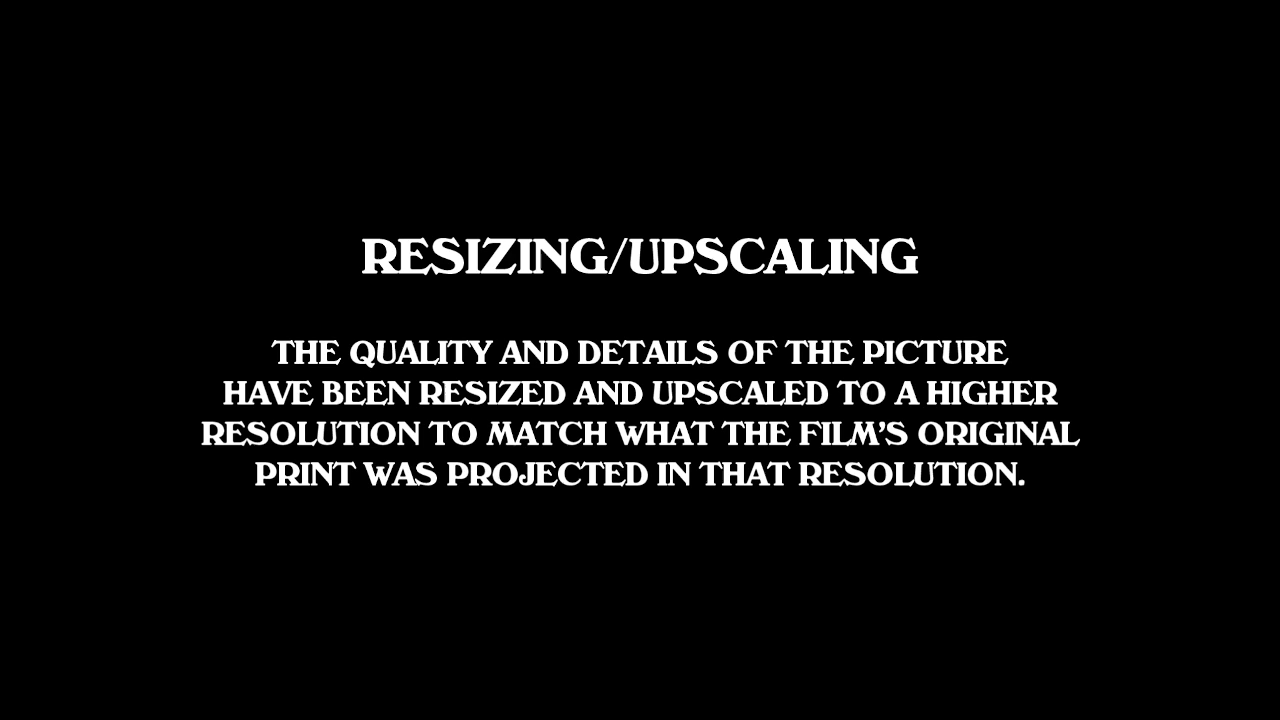 RESIZING/UPSCALING
THE QUALITY AND DETAILS OF THE PICTURE
HAVE BEEN RESIZED AND UPSCALED TO A HIGHER
RESOLUTION TO MATCH WHAT THE FILM'S ORIGINAL
PRINT WAS PROJECTED IN THAT RESOLUTION.